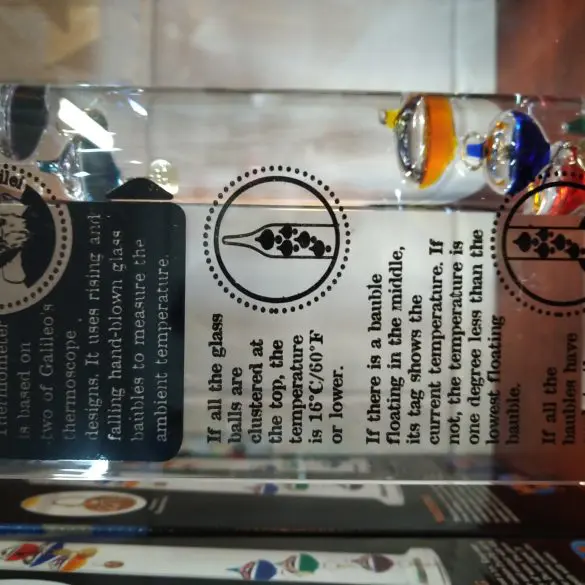 Thermometer
is based on
two of Galileo's
thermoscope
designs. It uses rising and
falling hand-blown glass
baubles to measure the
ambient temperature.
If all the glass
balls are
clustered at
the top, the
temperature
is 16°C/60°F
or lower.
If there is a bauble
floating in the middle,
its tag shows the
current temperature. If
not, the temperature is
one degree less than the
lowest floating
bauble.
If all the
baubles have